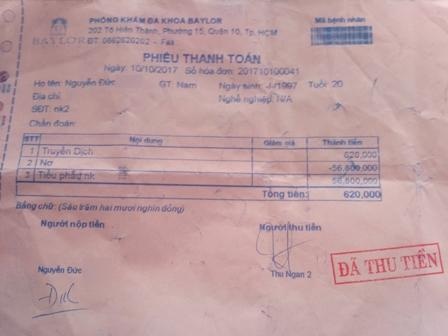 BAYLOR
PHÒNG KHÁM ĐA KHOA BAYLOR
202 Tô Hiến Thành, Phường 15, Quận 10, Tp. HCM
ĐT: 0862620202 - Fax
Mã bệnh nhân
PHIẾU THANH TOÁN
Ngày: 10/10/2017 Số hóa đơn: 201710100041
Họ tên: Nguyễn Đức GT: Nam Ngày sinh: /1997 Tuổi: 20
Địa chỉ: Nghề nghiệp: N/A
SĐT: nk2
Chẩn đoán:
STT Nội dung Giảm giá Thành tiền
1 Truyền Dịch 620,000
2 Nợ -56,800,000
3 Tiểu phẫu nk 56,800,000
Tổng tiền: 620,000
Bằng chữ: (Sáu trăm hai mươi nghìn đồng)
Người nộp tiền Người thu tiền
ĐÃ THU TIỀN
Nguyễn Đức Thu Ngan 2
Đức